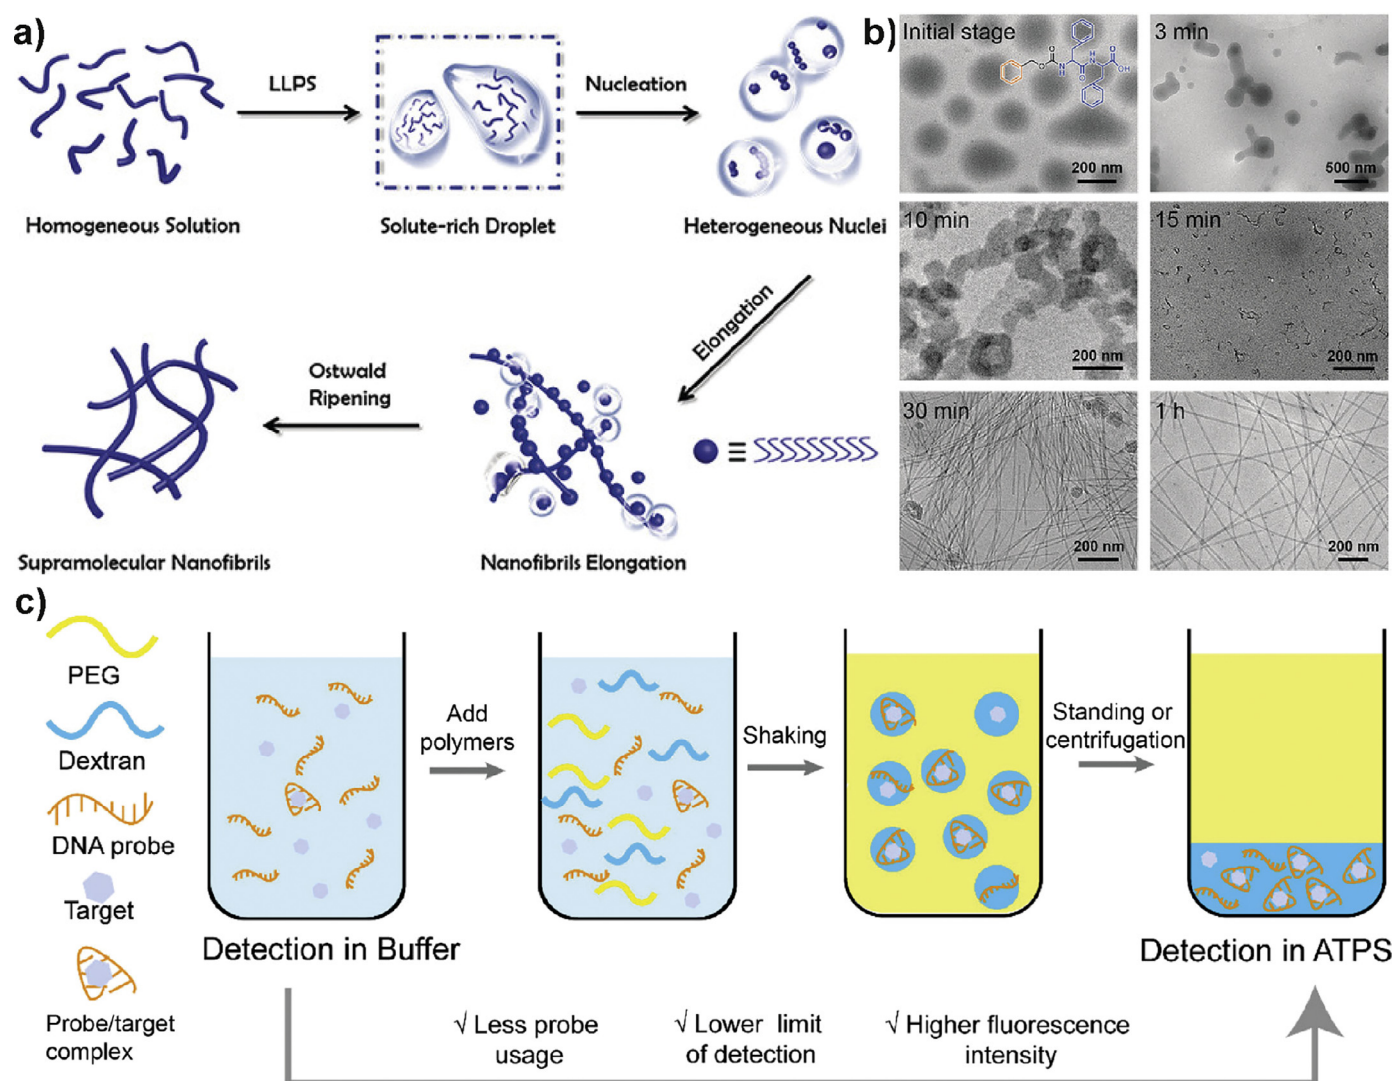 a)
LLPS
Nucleation
Homogeneous Solution
Solute-rich Droplet
Heterogeneous Nuclei
Elongation
Ostwald
Ripening
Supramolecular Nanofibrils
Nanofibrils Elongation
b)
Initial stage
O
O
N
H
O
H
N
O
OH
200 nm
3 min
500 nm
10 min
200 nm
15 min
200 nm
30 min
200 nm
1 h
200 nm
c)
PEG
Dextran
DNA probe
Target
Probe/target
complex
Add
polymers
Shaking
Standing or
centrifugation
Detection in Buffer
Detection in ATPS
√ Less probe
usage
√ Lower limit
of detection
√ Higher fluorescence
intensity